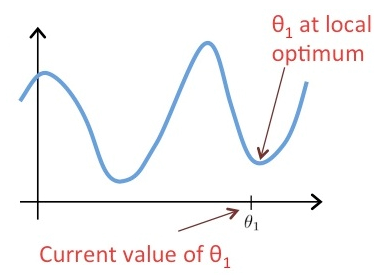 θ₁ at local
optimum
θ₁
Current value of θ₁